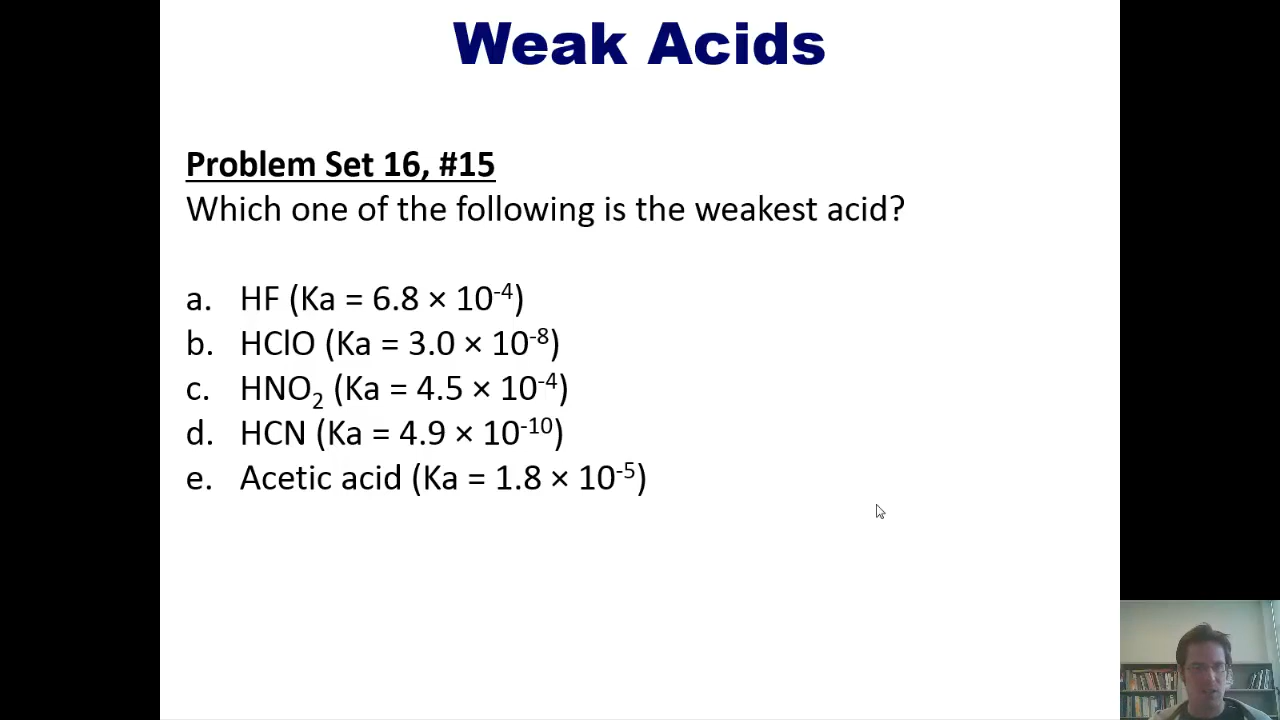 Weak Acids
Problem Set 16, #15
Which one of the following is the weakest acid?
a. HF (Ka = 6.8 × 10⁻⁴)
b. HClO (Ka = 3.0 × 10⁻⁸)
c. HNO₂ (Ka = 4.5 × 10⁻⁴)
d. HCN (Ka = 4.9 × 10⁻¹⁰)
e. Acetic acid (Ka = 1.8 × 10⁻⁵)